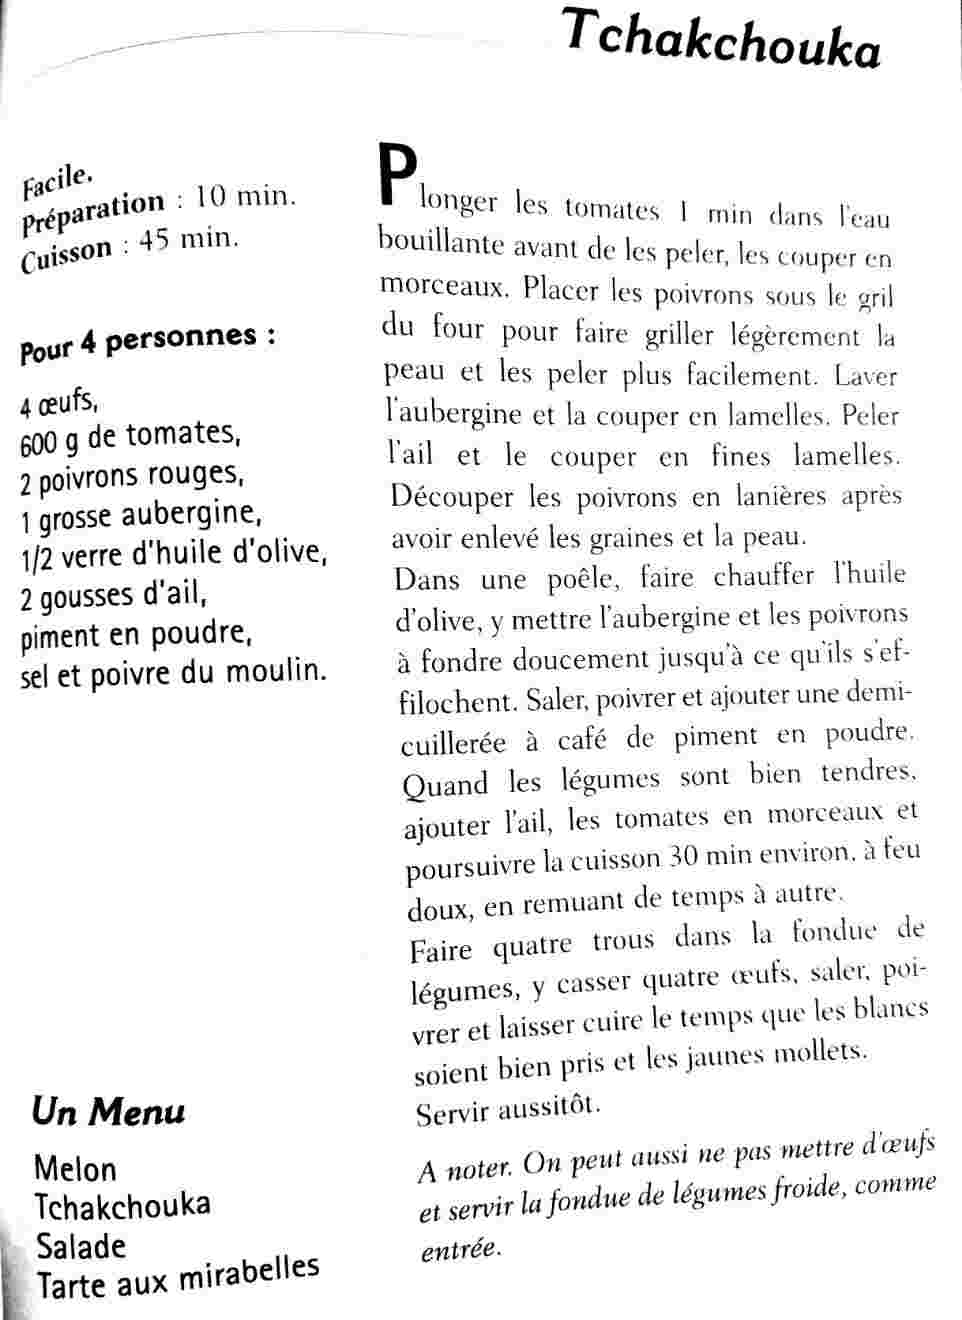 Tchakchouka
Facile.
Préparation : 10 min.
Cuisson : 45 min.
Pour 4 personnes :
4 œufs,
600 g de tomates,
2 poivrons rouges,
1 grosse aubergine,
1/2 verre d'huile d'olive,
2 gousses d'ail,
piment en poudre,
sel et poivre du moulin.
Un Menu
Melon
Tchakchouka
Salade
Tarte aux mirabelles
Plonger les tomates 1 min dans l'eau
bouillante avant de les peler, les couper en
morceaux. Placer les poivrons sous le gril
du four pour faire griller légèrement la
peau et les peler plus facilement. Laver
l'aubergine et la couper en lamelles. Peler
l'ail et le couper en fines lamelles.
Découper les poivrons en lanières après
avoir enlevé les graines et la peau.
Dans une poêle, faire chauffer l'huile
d'olive, y mettre l'aubergine et les poivrons
à fondre doucement jusqu'à ce qu'ils s'ef-
filochent. Saler, poivrer et ajouter une demi-
cuillerée à café de piment en poudre.
Quand les légumes sont bien tendres,
ajouter l'ail, les tomates en morceaux et
poursuivre la cuisson 30 min environ, à feu
doux, en remuant de temps à autre.
Faire quatre trous dans la fondue de
légumes, y casser quatre œufs, saler, poi-
vrer et laisser cuire le temps que les blancs
soient bien pris et les jaunes mollets.
Servir aussitôt.
A noter. On peut aussi ne pas mettre d'œufs
et servir la fondue de légumes froide, comme
entrée.